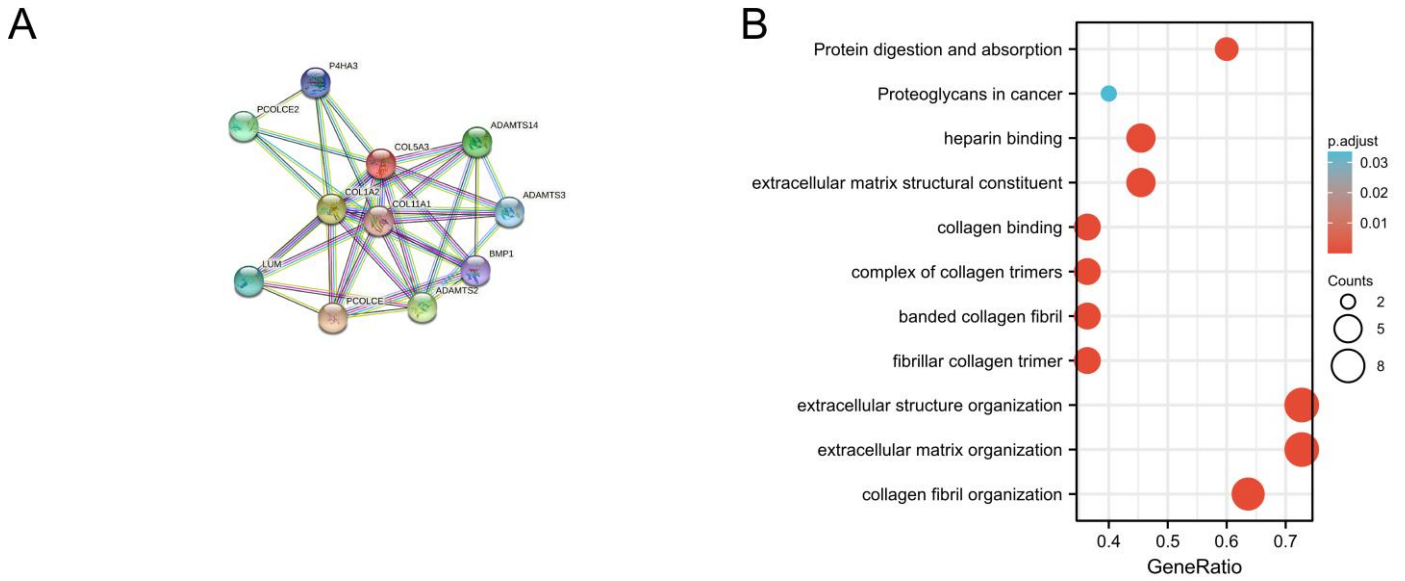 A
P4HA3
PCOLCE2
ADAMTS14
COL5A3
COL1A2
ADAMTS3
COL11A1
BMP1
LUM
ADAMTS2
PCOLCE
B
Protein digestion and absorption
Proteoglycans in cancer
heparin binding
extracellular matrix structural constituent
collagen binding
complex of collagen trimers
banded collagen fibril
fibrillar collagen trimer
extracellular structure organization
extracellular matrix organization
collagen fibril organization
0.4 0.5 0.6 0.7
GeneRatio
p.adjust
0.03
0.02
0.01
Counts
2
5
8